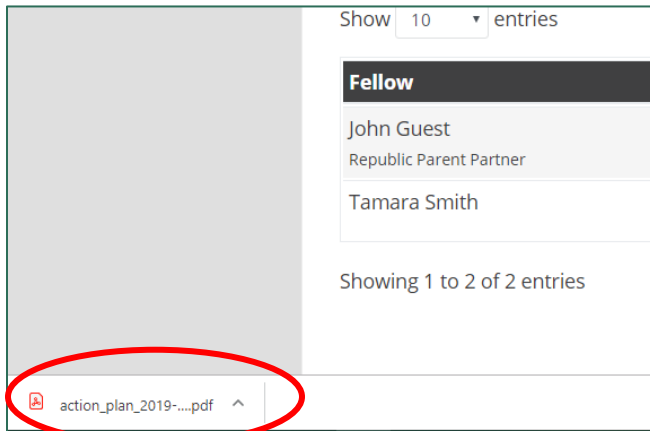 Show 10 entries
Fellow
John Guest
Republic Parent Partner
Tamara Smith
Showing 1 to 2 of 2 entries
action_plan_2019-....pdf